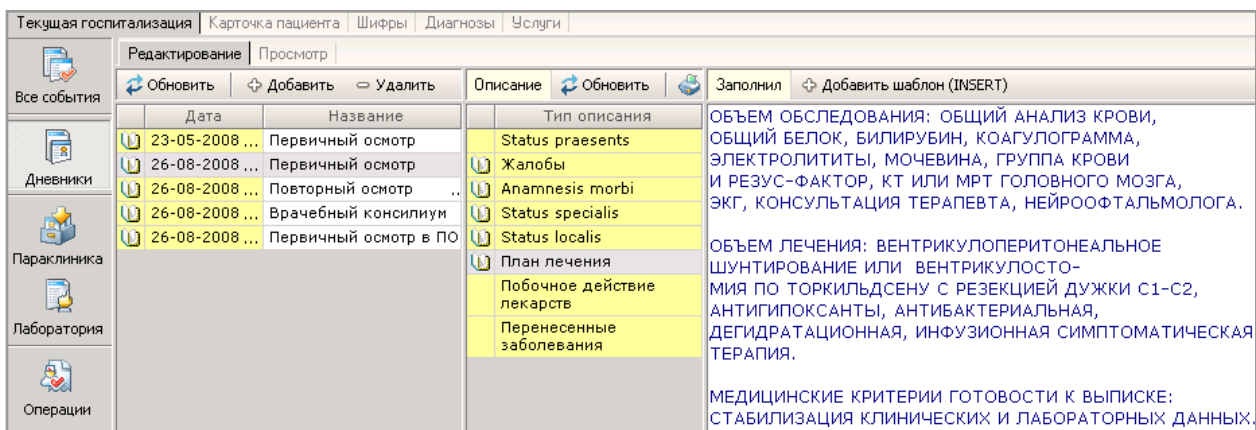 Текущая госпитализация Карточка пациента Шифры Диагнозы Услуги
Редактирование Просмотр
Все события
Дневники
Параклиника
Лаборатория
Операции
Обновить Добавить Удалить
Дата Название
23-05-2008 ... Первичный осмотр
26-08-2008 ... Первичный осмотр
26-08-2008 ... Повторный осмотр ..
26-08-2008 ... Врачебный консилиум
26-08-2008 ... Первичный осмотр в ПО
Описание Обновить
Тип описания
Status praesents
Жалобы
Anamnesis morbi
Status specialis
Status localis
План лечения
Побочное действие
лекарств
Перенесенные
заболевания
Заполнил Добавить шаблон (INSERT)
ОБЪЕМ ОБСЛЕДОВАНИЯ: ОБЩИЙ АНАЛИЗ КРОВИ,
ОБЩИЙ БЕЛОК, БИЛИРУБИН, КОАГУЛОГРАММА,
ЭЛЕКТРОЛИТИТЫ, МОЧЕВИНА, ГРУППА КРОВИ
И РЕЗУС-ФАКТОР, КТ ИЛИ МРТ ГОЛОВНОГО МОЗГА,
ЭКГ, КОНСУЛЬТАЦИЯ ТЕРАПЕВТА, НЕЙРООФТАЛЬМОЛОГА.
ОБЪЕМ ЛЕЧЕНИЯ: ВЕНТРИКУЛОПЕРИТОНЕАЛЬНОЕ
ШУНТИРОВАНИЕ ИЛИ ВЕНТРИКУЛОСТО-
МИЯ ПО ТОРКИЛЬДСЕНУ С РЕЗЕКЦИЕЙ ДУЖКИ С1-С2,
АНТИГИПОКСАНТЫ, АНТИБАКТЕРИАЛЬНАЯ,
ДЕГИДРАТАЦИОННАЯ, ИНФУЗИОННАЯ СИМПТОМАТИЧЕСКАЯ
ТЕРАПИЯ.
МЕДИЦИНСКИЕ КРИТЕРИИ ГОТОВОСТИ К ВЫПИСКЕ:
СТАБИЛИЗАЦИЯ КЛИНИЧЕСКИХ И ЛАБОРАТОРНЫХ ДАННЫХ.